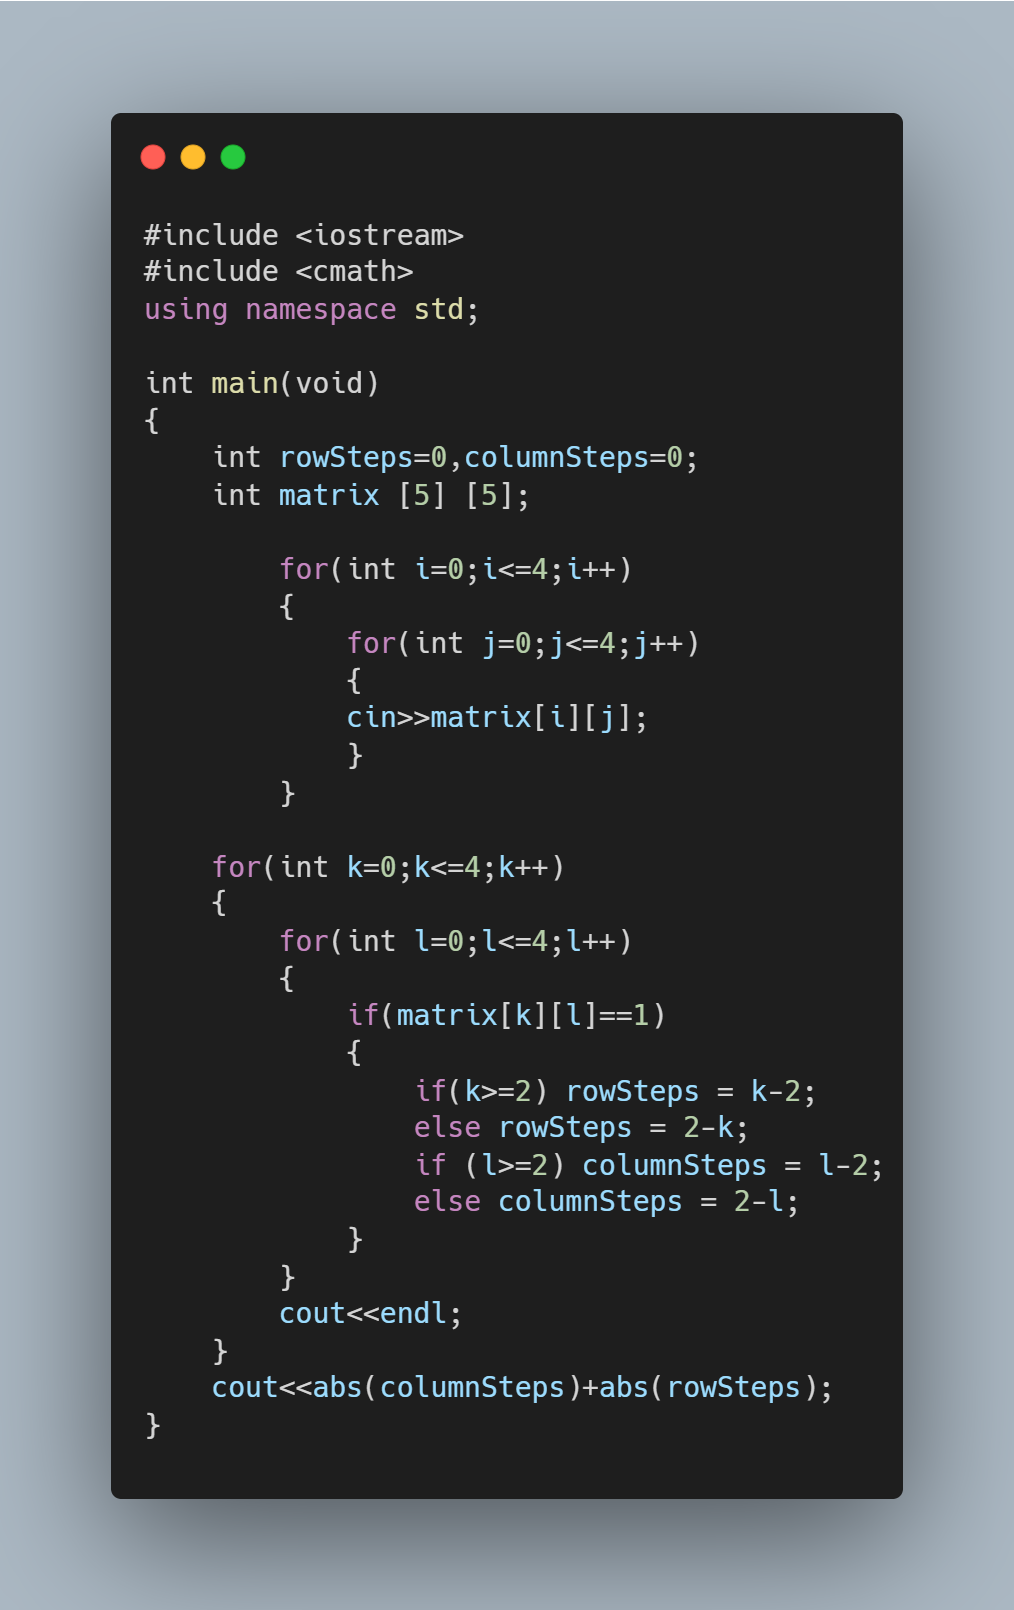 #include <iostream>
#include <cmath>
using namespace std;

int main(void)
{
    int rowSteps=0,columnSteps=0;
    int matrix [5] [5];

        for(int i=0;i<=4;i++)
        {
            for(int j=0;j<=4;j++)
            {
            cin>>matrix[i][j];
            }
        }

    for(int k=0;k<=4;k++)
    {
        for(int l=0;l<=4;l++)
        {
            if(matrix[k][l]==1)
            {
                if(k>=2) rowSteps = k-2;
                else rowSteps = 2-k;
                if (l>=2) columnSteps = l-2;
                else columnSteps = 2-l;
            }
        }
        cout<<endl;
    }
    cout<<abs(columnSteps)+abs(rowSteps);
}